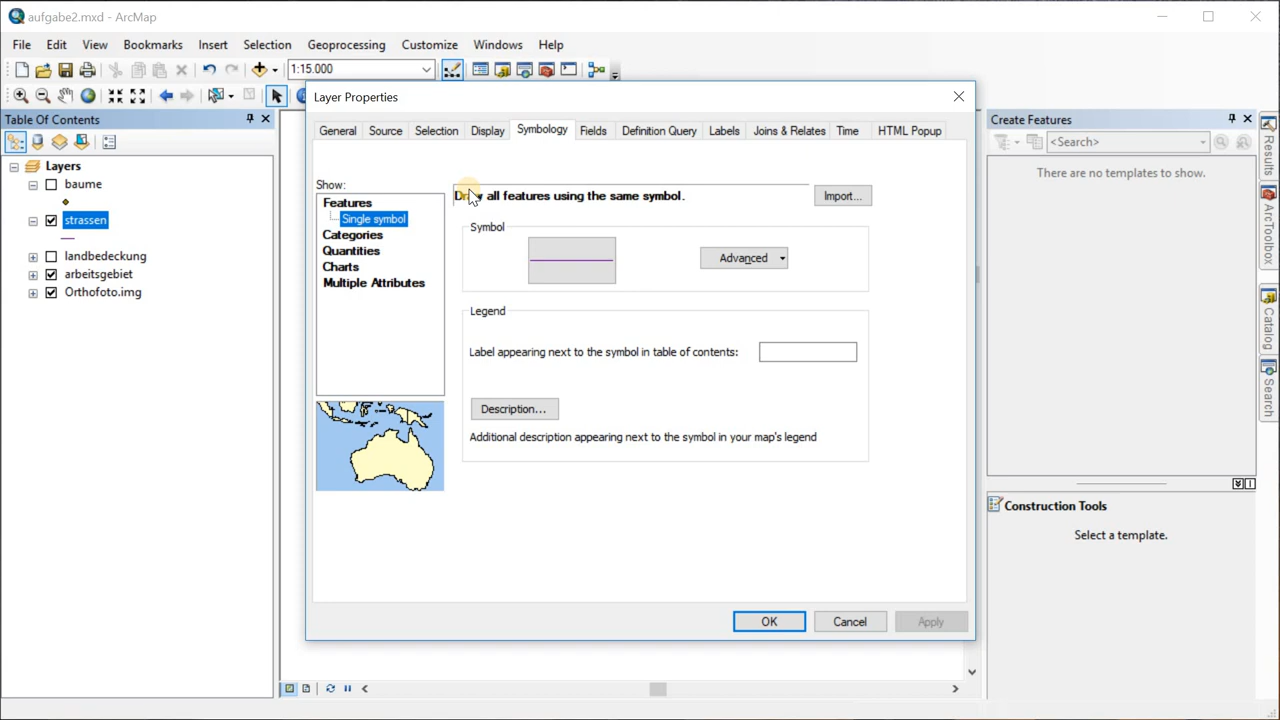 aufgabe2.mxd - ArcMap
File Edit View Bookmarks Insert Selection Geoprocessing Customize Windows Help
1:15.000
Layer Properties
Table Of Contents
Layers
baume
strassen
landbedeckung
arbeitsgebiet
Orthofoto.img
General Source Selection Display Symbology Fields Definition Query Labels Joins & Relates Time HTML Popup
Show:
Features
Single symbol
Categories
Quantities
Charts
Multiple Attributes
Draw all features using the same symbol.
Import...
Symbol
Advanced
Legend
Label appearing next to the symbol in table of contents:
Description...
Additional description appearing next to the symbol in your map's legend
OK Cancel Apply
Create Features
<Search>
There are no templates to show.
Construction Tools
Select a template.
Results
ArcToolbox
Catalog
Search